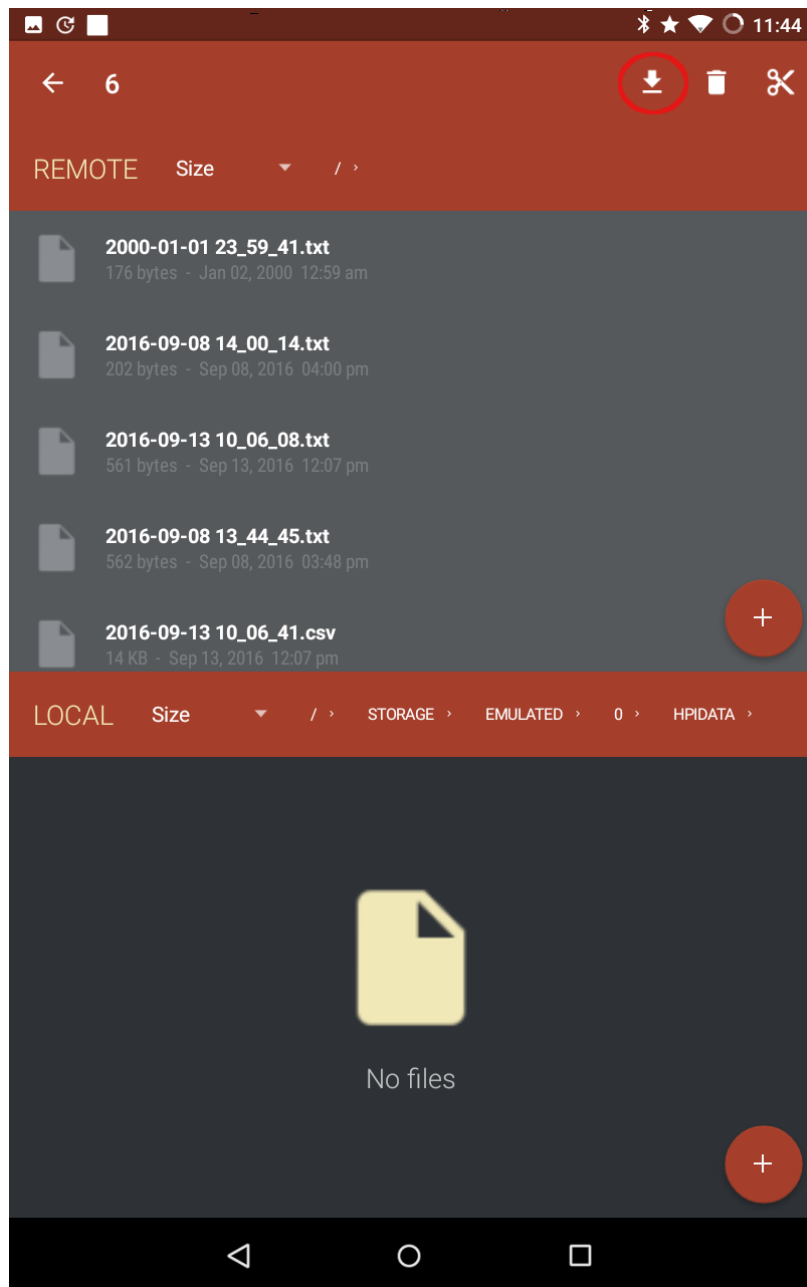 11:44
6
REMOTE Size / ›
2000-01-01 23_59_41.txt
176 bytes - Jan 02, 2000 12:59 am
2016-09-08 14_00_14.txt
202 bytes - Sep 08, 2016 04:00 pm
2016-09-13 10_06_08.txt
561 bytes - Sep 13, 2016 12:07 pm
2016-09-08 13_44_45.txt
562 bytes - Sep 08, 2016 03:48 pm
2016-09-13 10_06_41.csv
14 KB - Sep 13, 2016 12:07 pm
LOCAL Size / › STORAGE › EMULATED › 0 › HPIDATA ›
No files